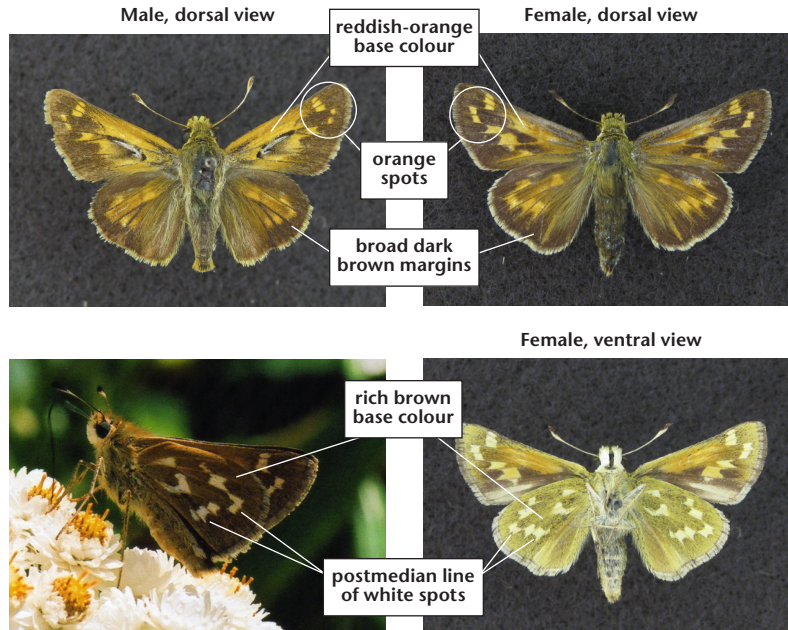 Male, dorsal view
Female, dorsal view
reddish-orange
base colour
orange
spots
broad dark
brown margins
Female, ventral view
rich brown
base colour
postmedian line
of white spots